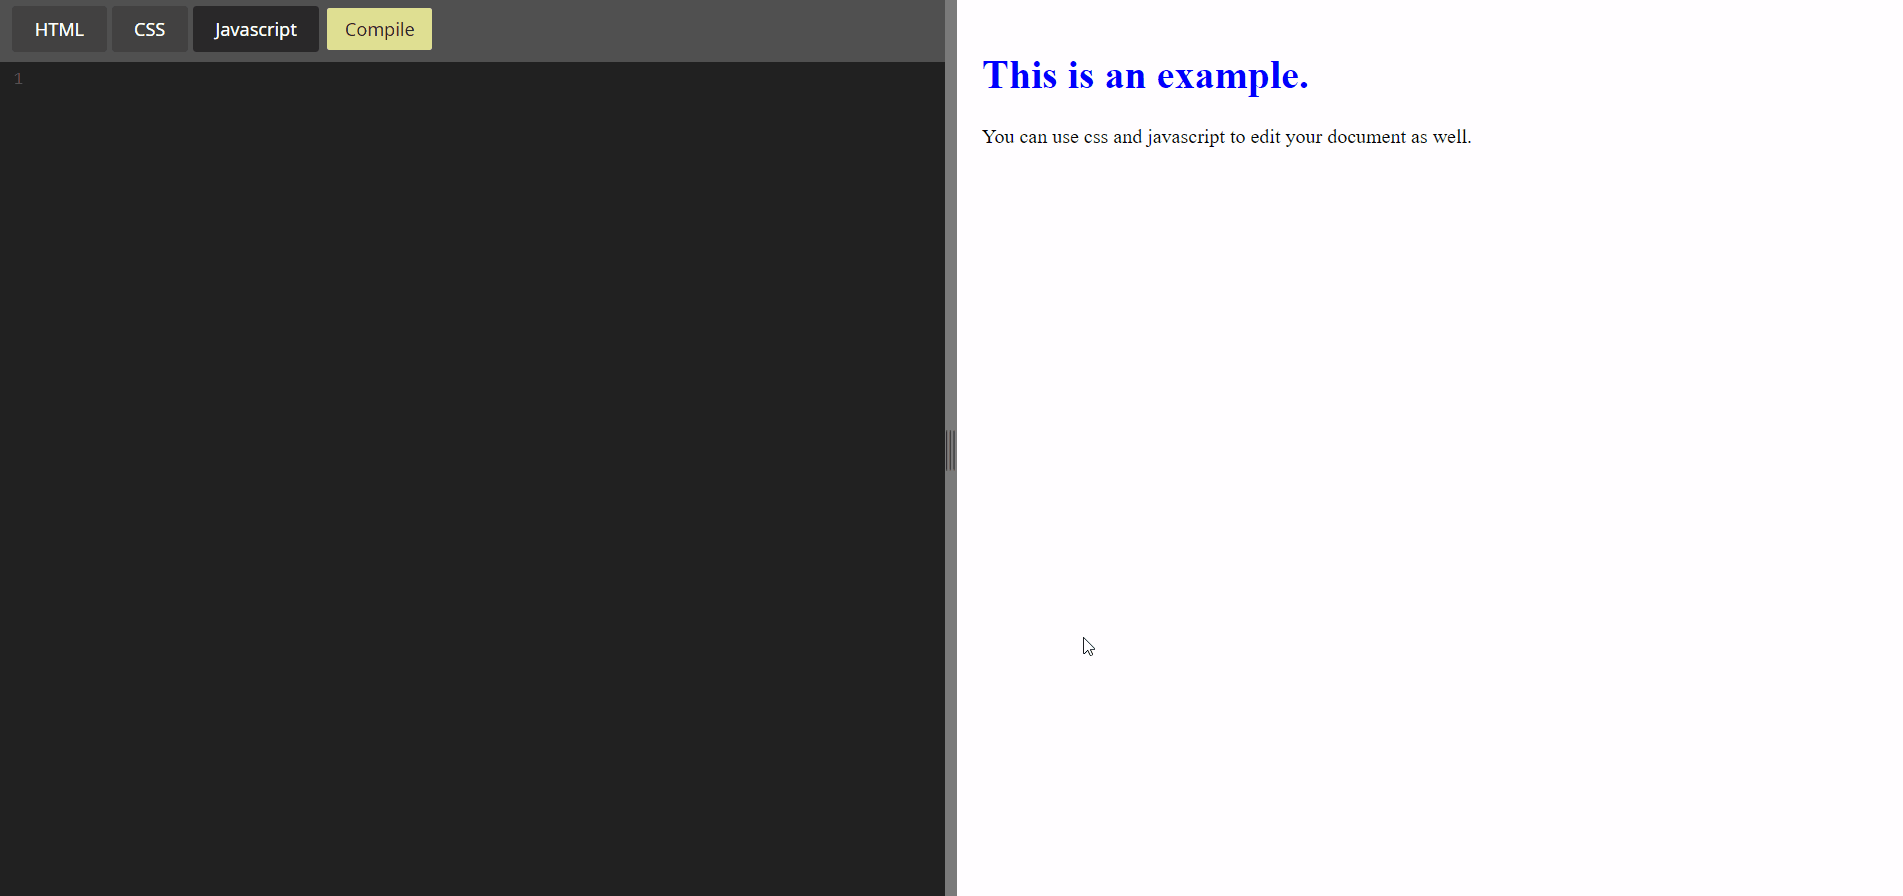 HTML CSS Javascript Compile
1
This is an example.
You can use css and javascript to edit your document as well.